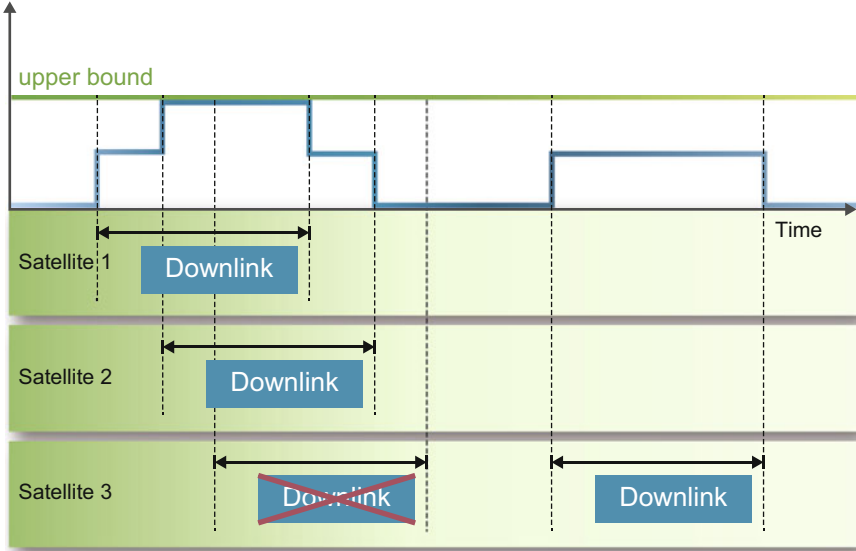 upper bound
Time
Satellite 1
Downlink
Satellite 2
Downlink
Satellite 3
Downlink
Downlink